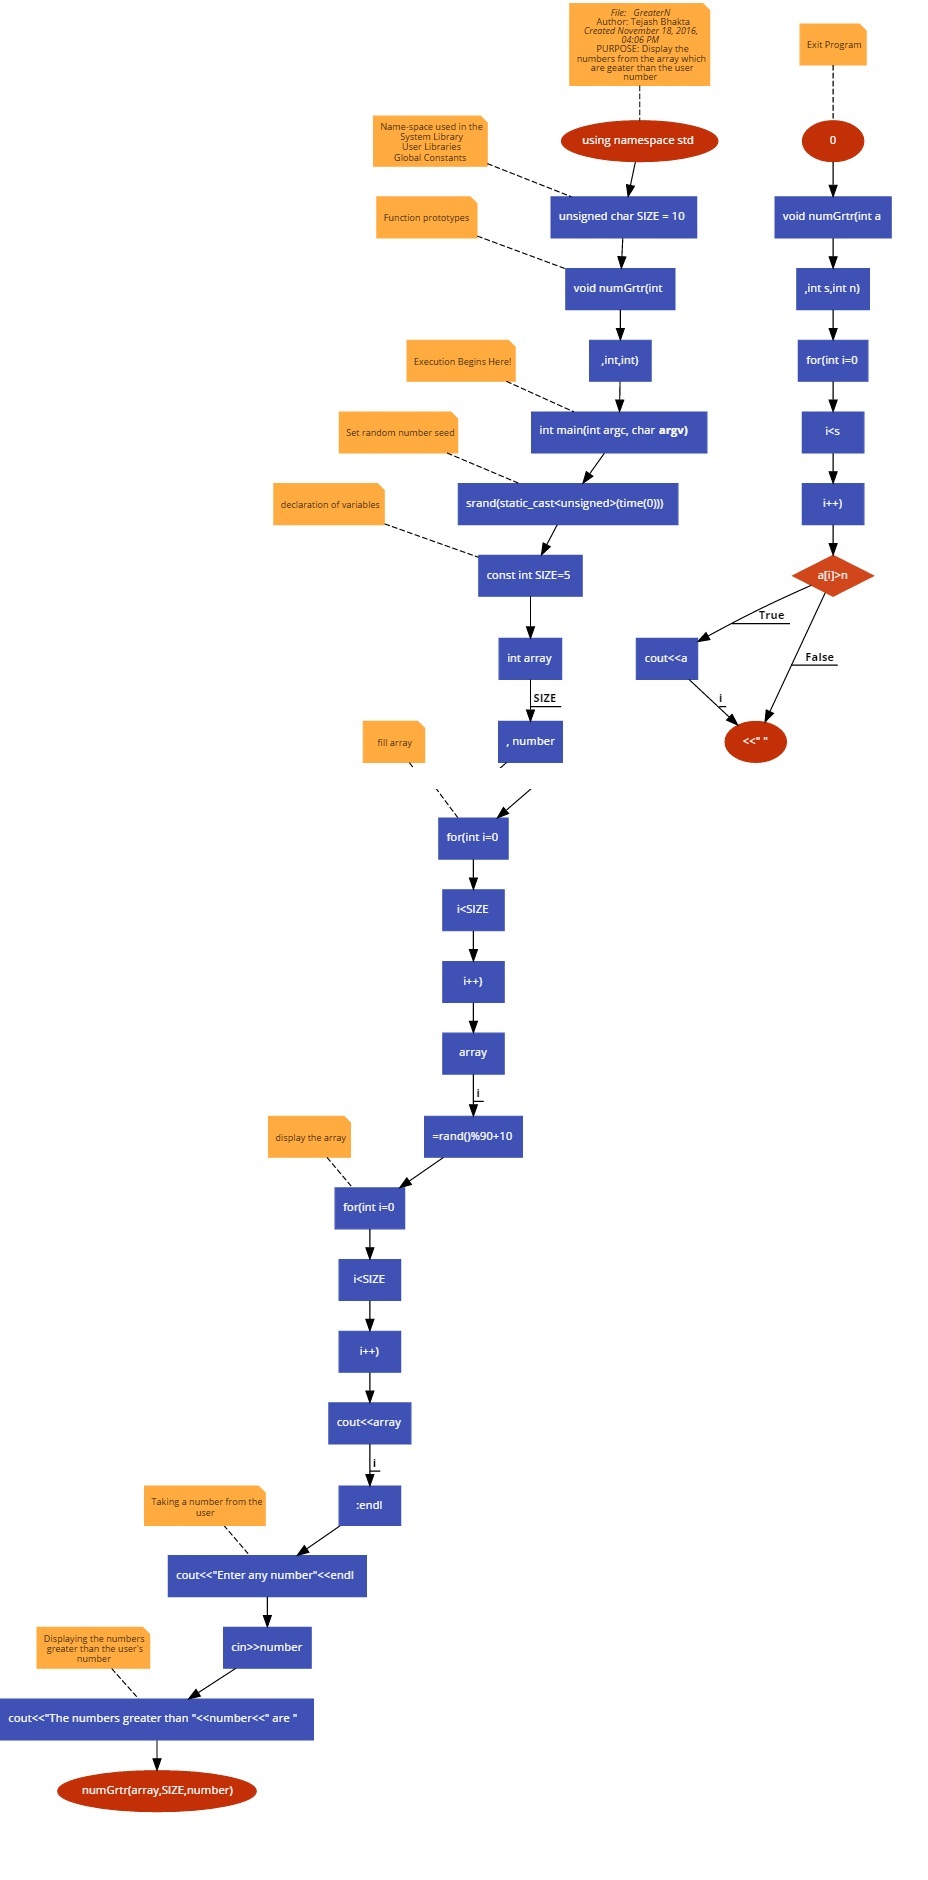 File: GreaterN
Author: Tejash Bhakta
Created November 18, 2016,
04:06 PM
PURPOSE: Display the
numbers from the array which
are geater than the user
number
using namespace std
Name-space used in the
System Library
User Libraries
Global Constants
unsigned char SIZE = 10
Function prototypes
void numGrtr(int
,int,int)
Execution Begins Here!
int main(int argc, char argv)
Set random number seed
srand(static_cast<unsigned>(time(0)))
declaration of variables
const int SIZE=5
int array
SIZE
, number
fill array
for(int i=0
i<SIZE
i++)
array
i
=rand()%90+10
display the array
for(int i=0
i<SIZE
i++)
cout<<array
i
:endl
Taking a number from the
user
cout<<"Enter any number"<<endl
cin>>number
Displaying the numbers
greater than the user's
number
cout<<"The numbers greater than "<<number<<" are "
numGrtr(array,SIZE,number)
Exit Program
0
void numGrtr(int a
,int s,int n)
for(int i=0
i<s
i++)
a[i]>n
True
False
cout<<a
i
<<" "